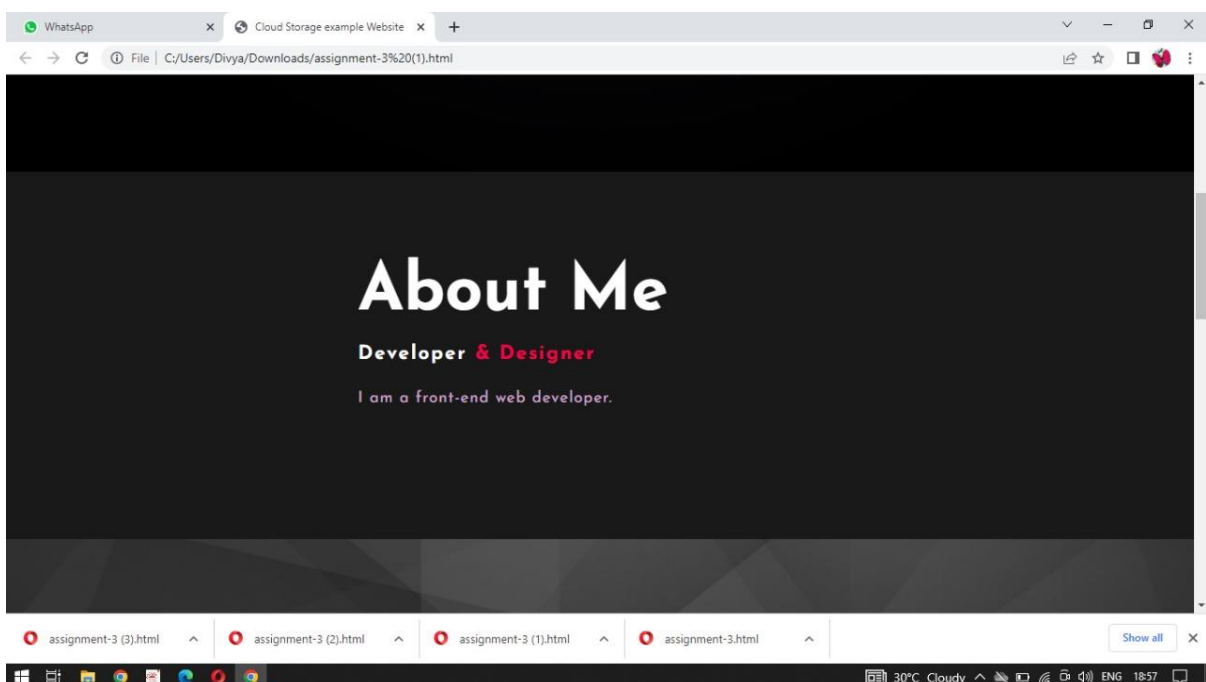 WhatsApp
Cloud Storage example Website
File | C:/Users/Divya/Downloads/assignment-3%20(1).html
About Me
Developer & Designer
I am a front-end web developer.
assignment-3 (3).html
assignment-3 (2).html
assignment-3 (1).html
assignment-3.html
Show all
30°C Cloudy
ENG
18:57